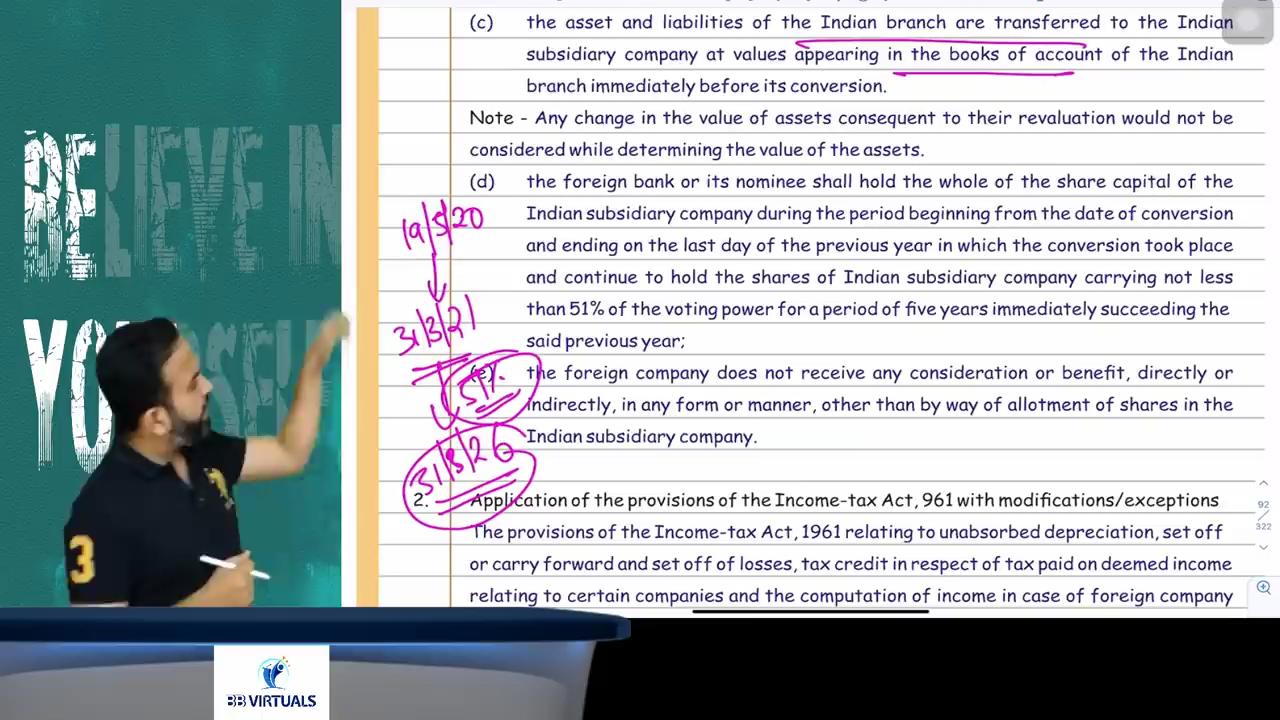 BELIEVE IN
YOURSELF
3
(c) the asset and liabilities of the Indian branch are transferred to the Indian
subsidiary company at values appearing in the books of account of the Indian
branch immediately before its conversion.
Note - Any change in the value of assets consequent to their revaluation would not be
considered while determining the value of the assets.
(d) the foreign bank or its nominee shall hold the whole of the share capital of the
Indian subsidiary company during the period beginning from the date of conversion
and ending on the last day of the previous year in which the conversion took place
and continue to hold the shares of Indian subsidiary company carrying not less
than 51% of the voting power for a period of five years immediately succeeding the
said previous year;
(e) the foreign company does not receive any consideration or benefit, directly or
indirectly, in any form or manner, other than by way of allotment of shares in the
Indian subsidiary company.
19/5/20
31/3/21
51%
31/3/26
2. Application of the provisions of the Income-tax Act, 961 with modifications/exceptions
The provisions of the Income-tax Act, 1961 relating to unabsorbed depreciation, set off
or carry forward and set off of losses, tax credit in respect of tax paid on deemed income
relating to certain companies and the computation of income in case of foreign company
92
322
BB VIRTUALS